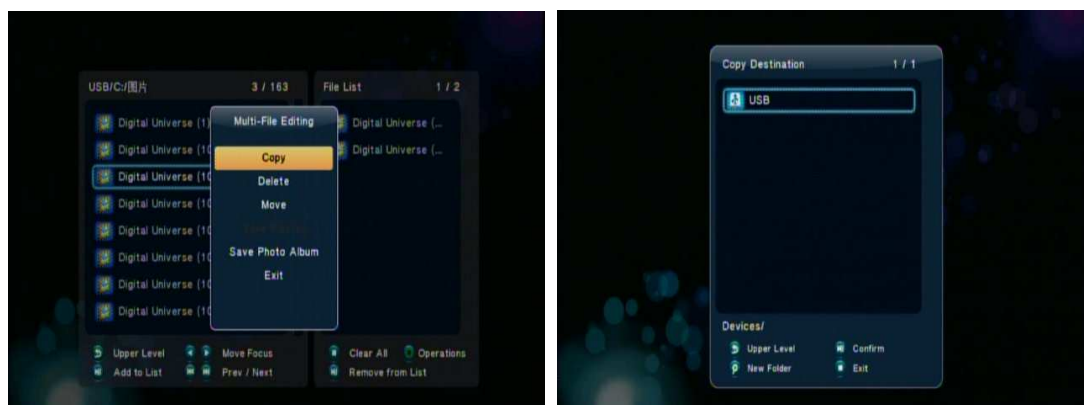 USB/C:/图片 3 / 163 File List 1 / 2
Multi-File Editing
Digital Universe (1) Digital Universe (...
Digital Universe (10 Digital Universe (...
Copy
Digital Universe (10
Delete
Digital Universe (10
Move
Digital Universe (10
Digital Universe (10
Save Photo Album
Digital Universe (10
Exit
Digital Universe (10
Upper Level Move Focus Clear All Operations
Add to List Prev / Next Remove from List
Copy Destination 1 / 1
USB
Devices/
Upper Level Confirm
New Folder Exit